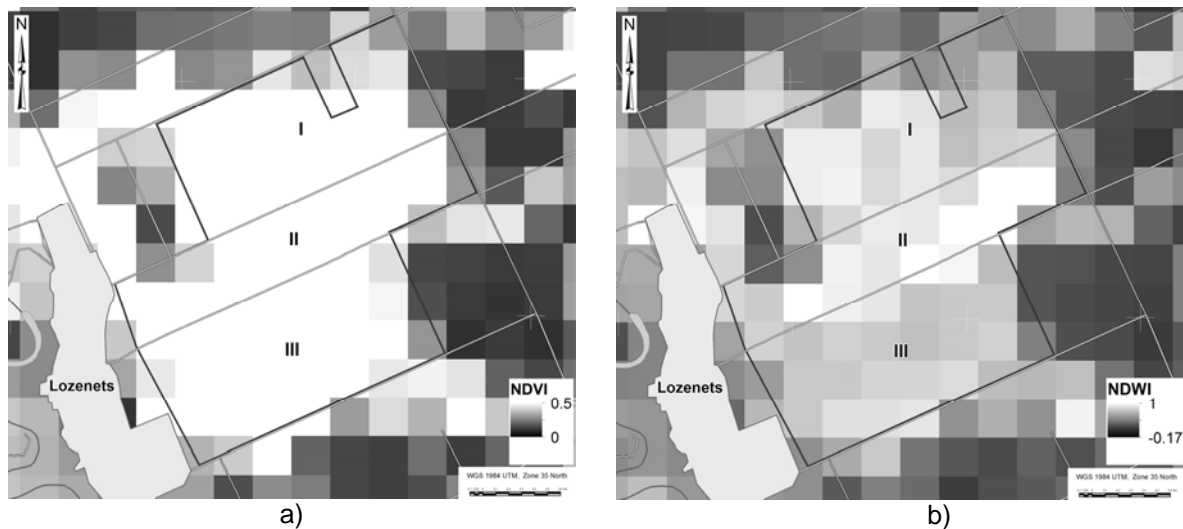 N
I
II
III
Lozenets
NDVI
0.5
0
WGS 1984 UTM, Zone 35 North
a)
N
I
II
III
Lozenets
NDWI
1
-0.17
WGS 1984 UTM, Zone 35 North
b)